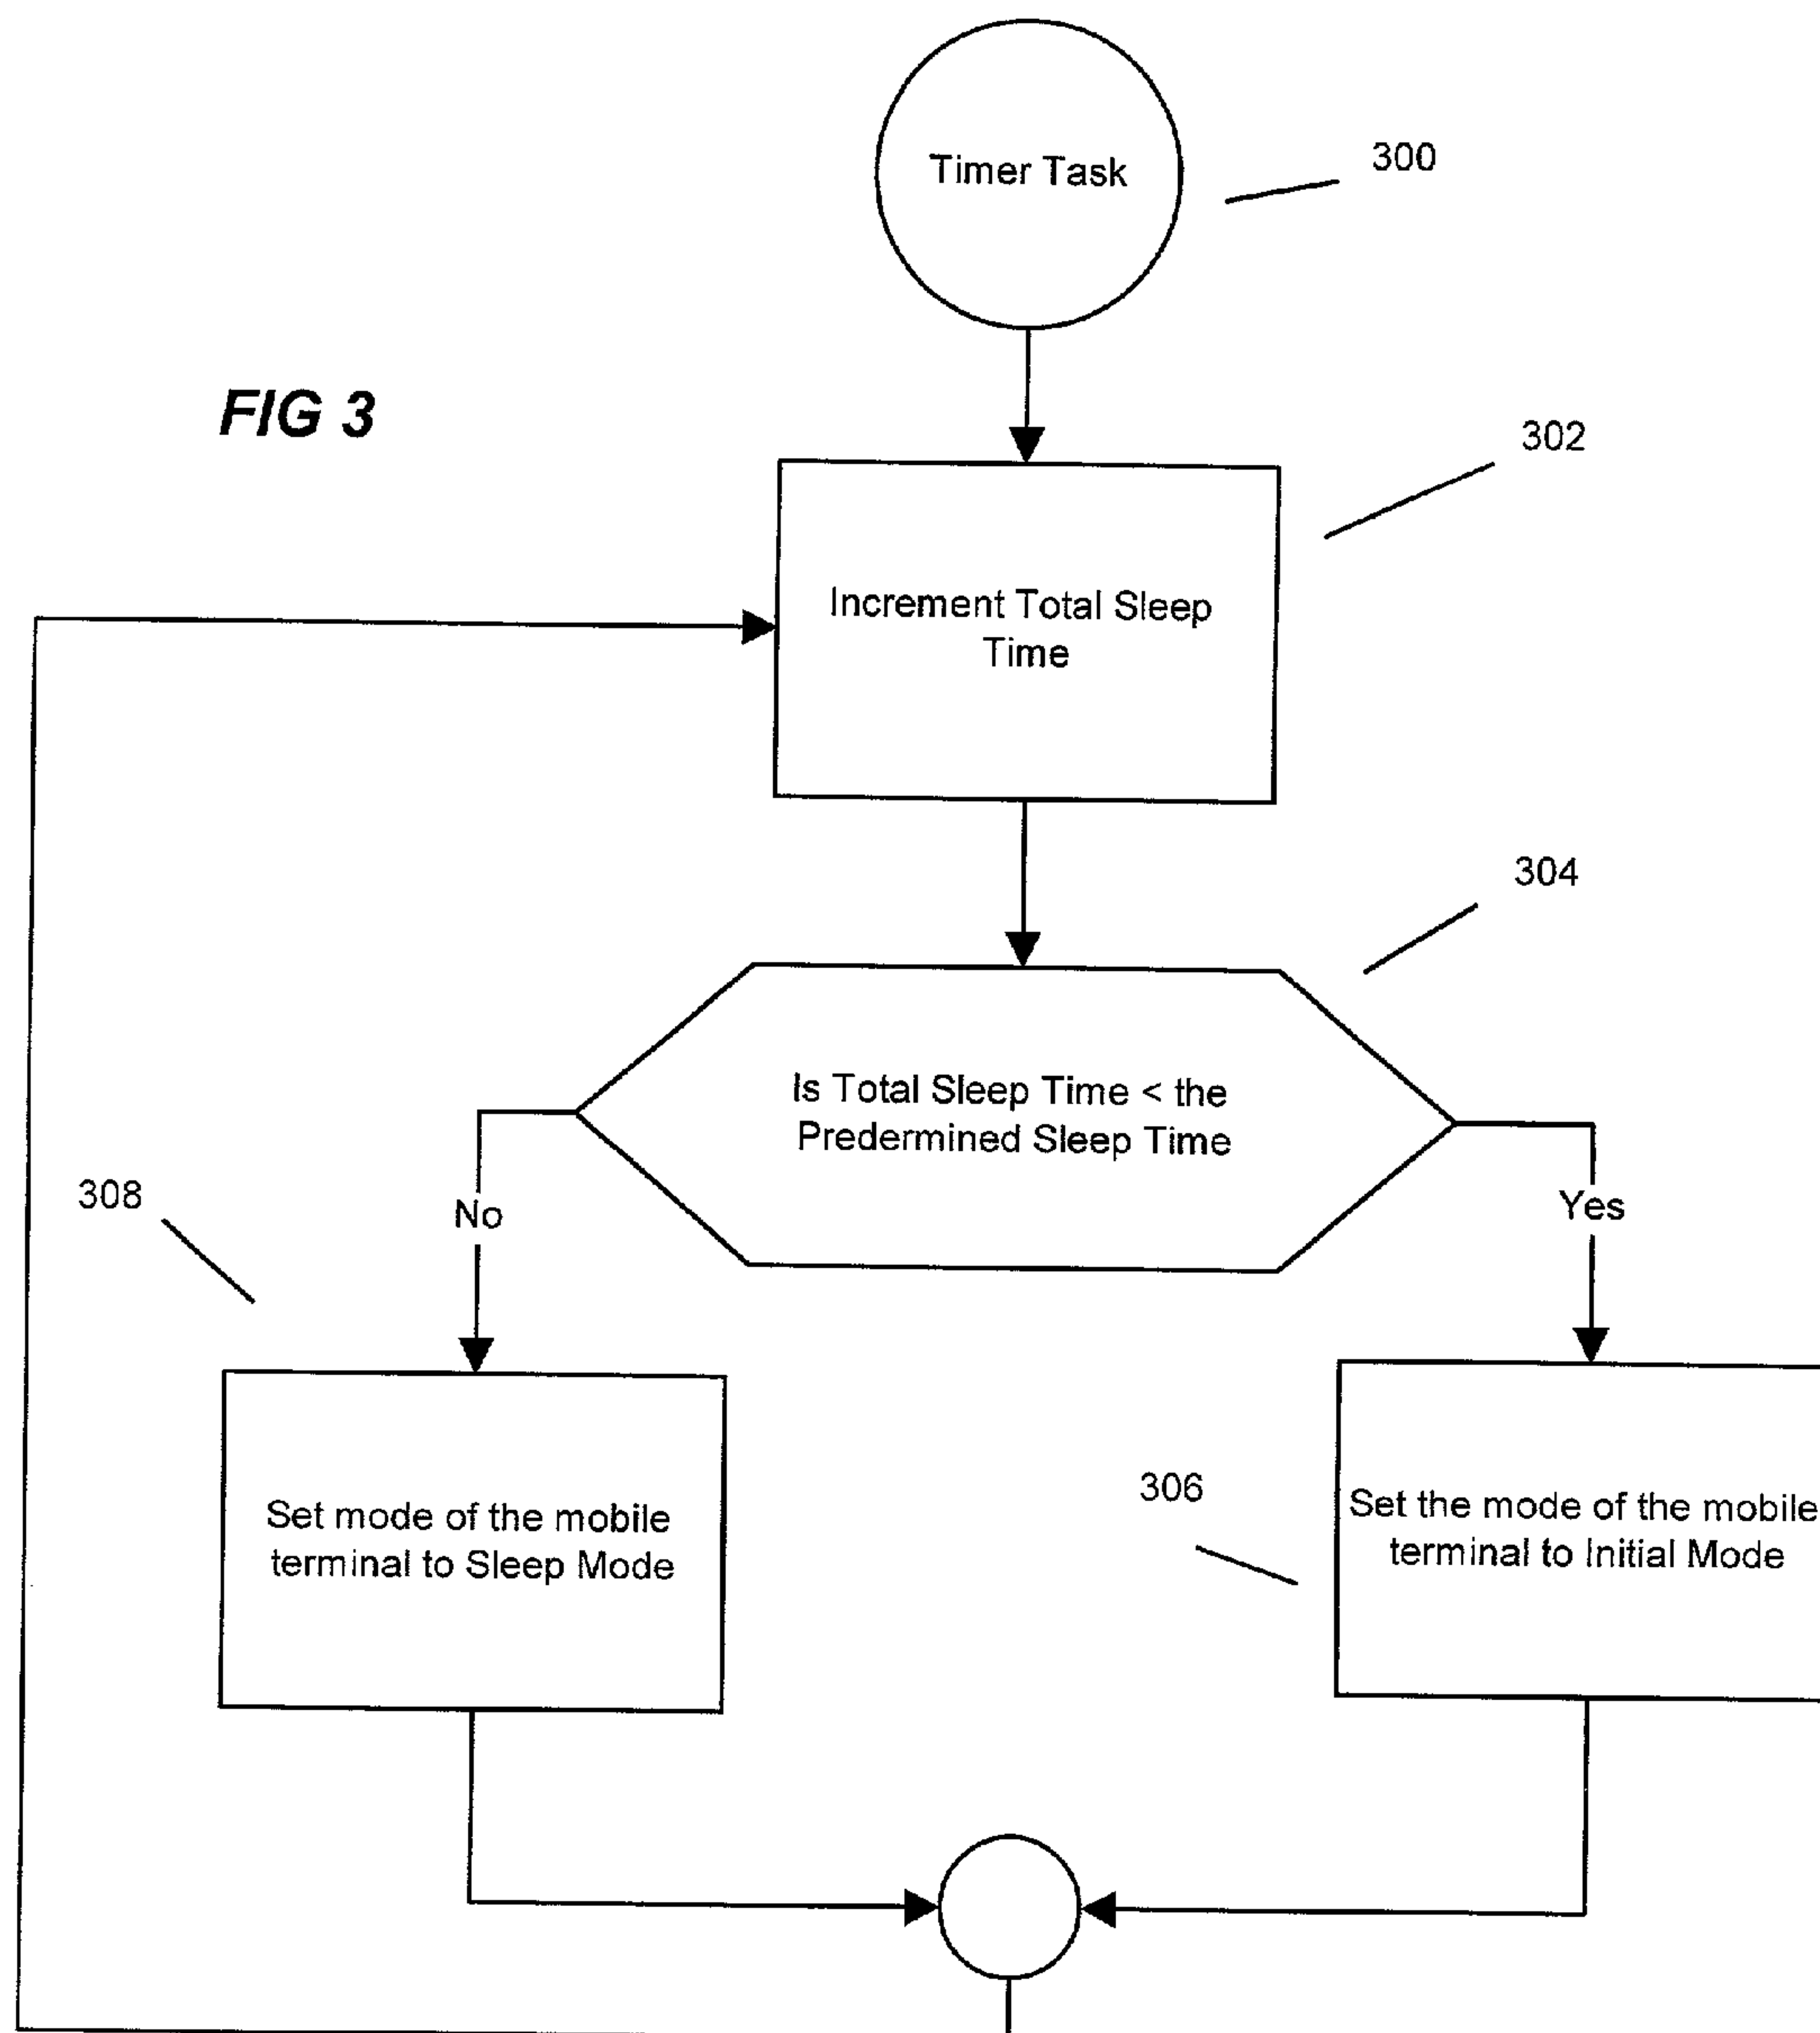 Timer Task
300
FIG 3
302
Increment Total Sleep
Time
304
Is Total Sleep Time < the
Predermined Sleep Time
308
No
Yes
Set mode of the mobile
terminal to Sleep Mode
306
Set the mode of the mobile
terminal to Initial Mode